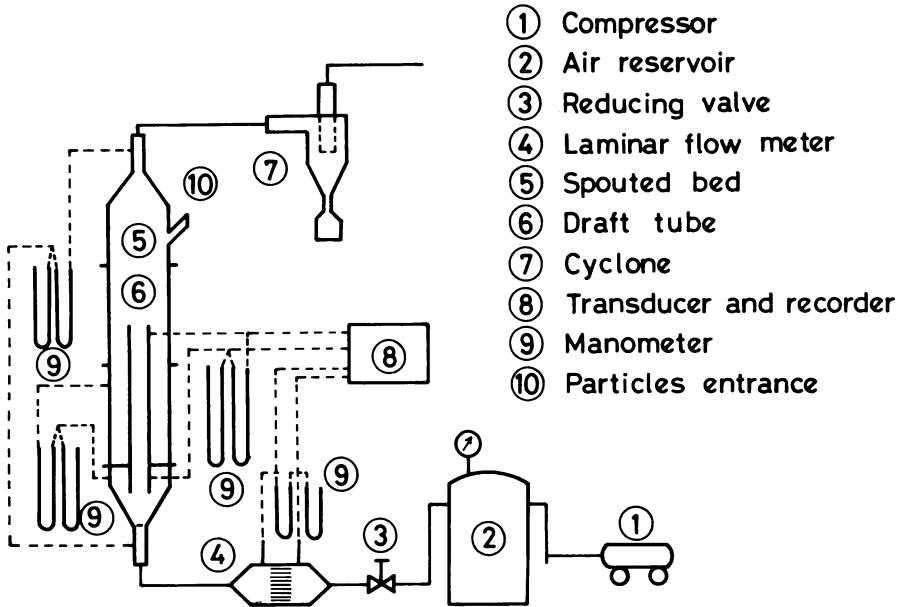 ① Compressor
② Air reservoir
③ Reducing valve
④ Laminar flow meter
⑤ Spouted bed
⑥ Draft tube
⑦ Cyclone
⑧ Transducer and recorder
⑨ Manometer
⑩ Particles entrance
⑦
⑩
⑤
⑥
⑨
⑧
⑨
⑨
⑨
④
③
②
①